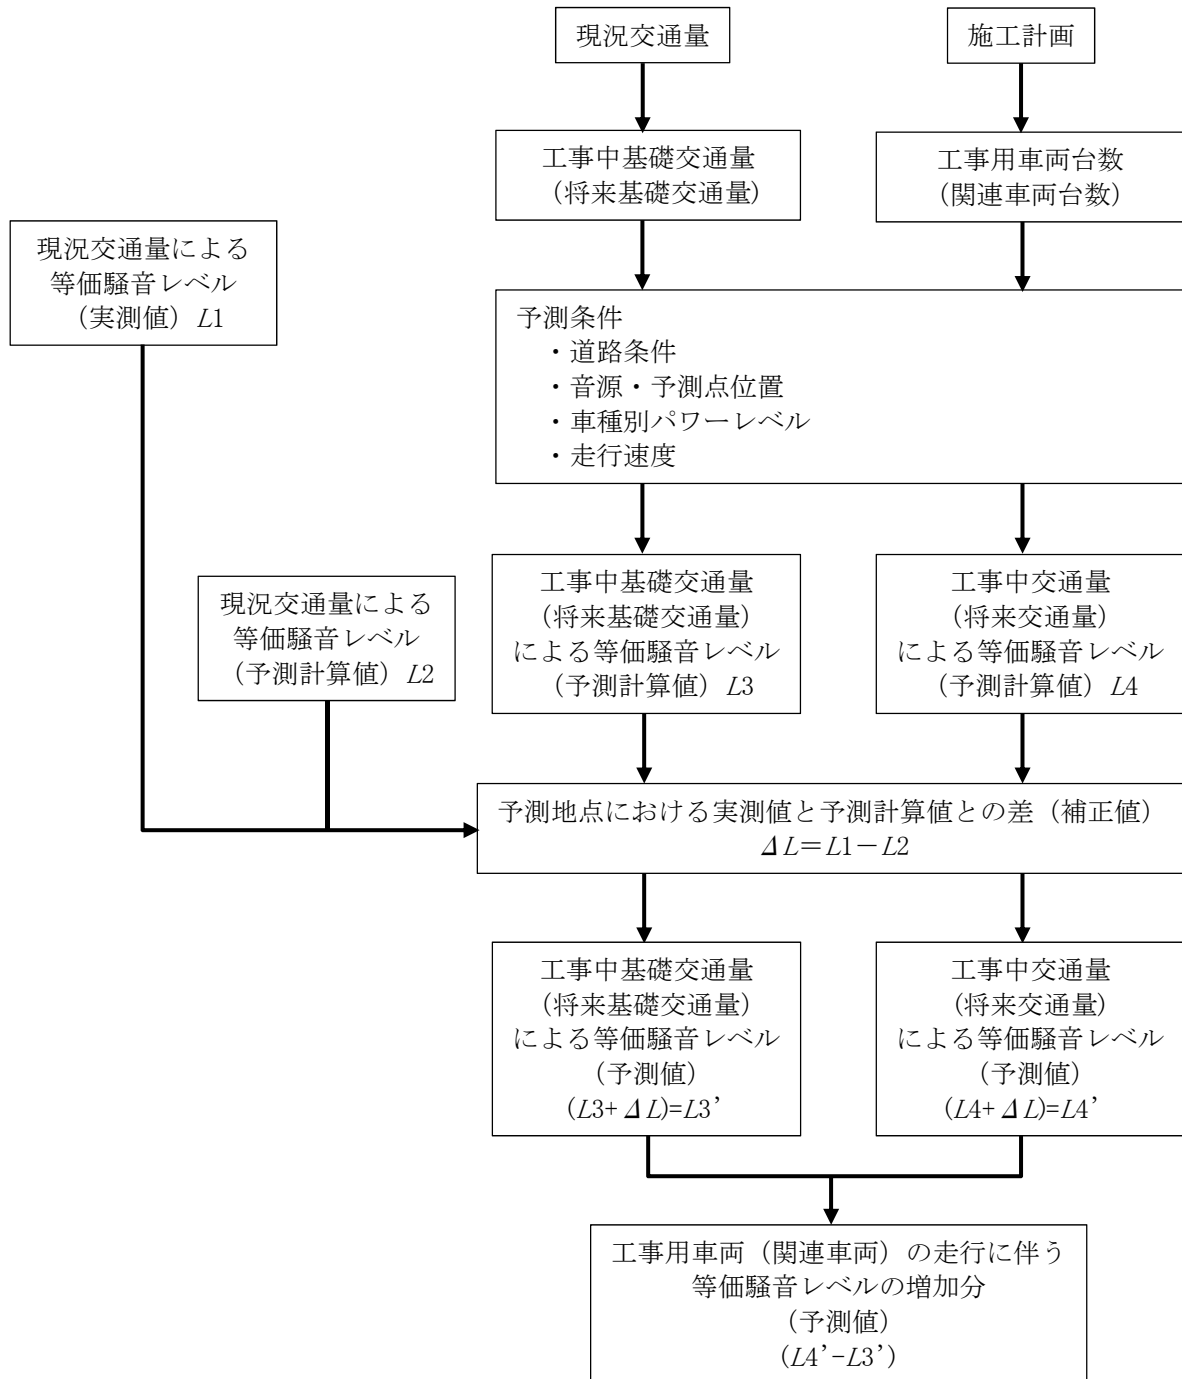 現況交通量
施工計画
工事中基礎交通量
(将来基礎交通量)
工事用車両台数
(関連車両台数)
現況交通量による
等価騒音レベル
(実測値) L1
予測条件
・道路条件
・音源・予測点位置
・車種別パワーレベル
・走行速度
現況交通量による
等価騒音レベル
(予測計算値) L2
工事中基礎交通量
(将来基礎交通量)
による等価騒音レベル
(予測計算値) L3
工事中交通量
(将来交通量)
による等価騒音レベル
(予測計算値) L4
予測地点における実測値と予測計算値との差（補正値）
ΔL＝L1－L2
工事中基礎交通量
(将来基礎交通量)
による等価騒音レベル
(予測値)
(L3+ΔL)=L3’
工事中交通量
(将来交通量)
による等価騒音レベル
(予測値)
(L4+ΔL)=L4’
工事用車両（関連車両）の走行に伴う
等価騒音レベルの増加分
(予測値)
(L4’-L3’)